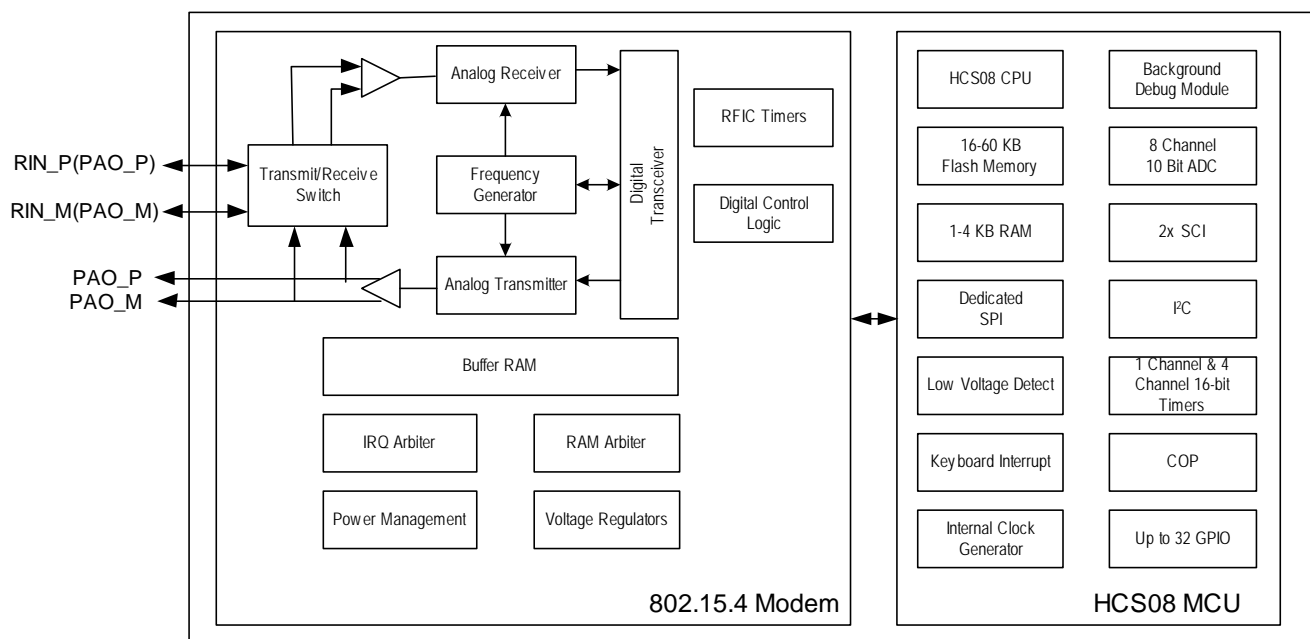 RIN_P(PAO_P)
RIN_M(PAO_M)
PAO_P
PAO_M
Transmit/Receive
Switch
Analog Receiver
Frequency
Generator
Analog Transmitter
Digital
Transceiver
RFIC Timers
Digital Control
Logic
Buffer RAM
IRQ Arbiter
RAM Arbiter
Power Management
Voltage Regulators
802.15.4 Modem
HCS08 CPU
Background
Debug Module
16-60 KB
Flash Memory
8 Channel
10 Bit ADC
1-4 KB RAM
2x SCI
Dedicated
SPI
I²C
Low Voltage Detect
1 Channel & 4
Channel 16-bit
Timers
Keyboard Interrupt
COP
Internal Clock
Generator
Up to 32 GPIO
HCS08 MCU